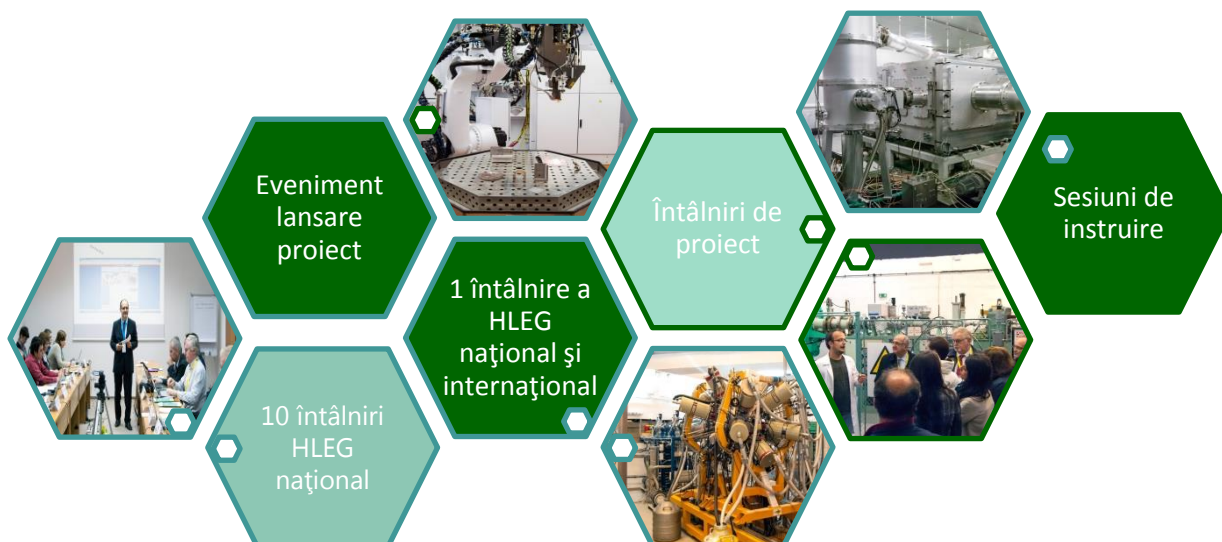 Eveniment
lansare
proiect
10 întâlniri
HLEG
naţional
1 întâlnire a
HLEG
naţional şi
internaţional
Întâlniri de
proiect
Sesiuni de
instruire